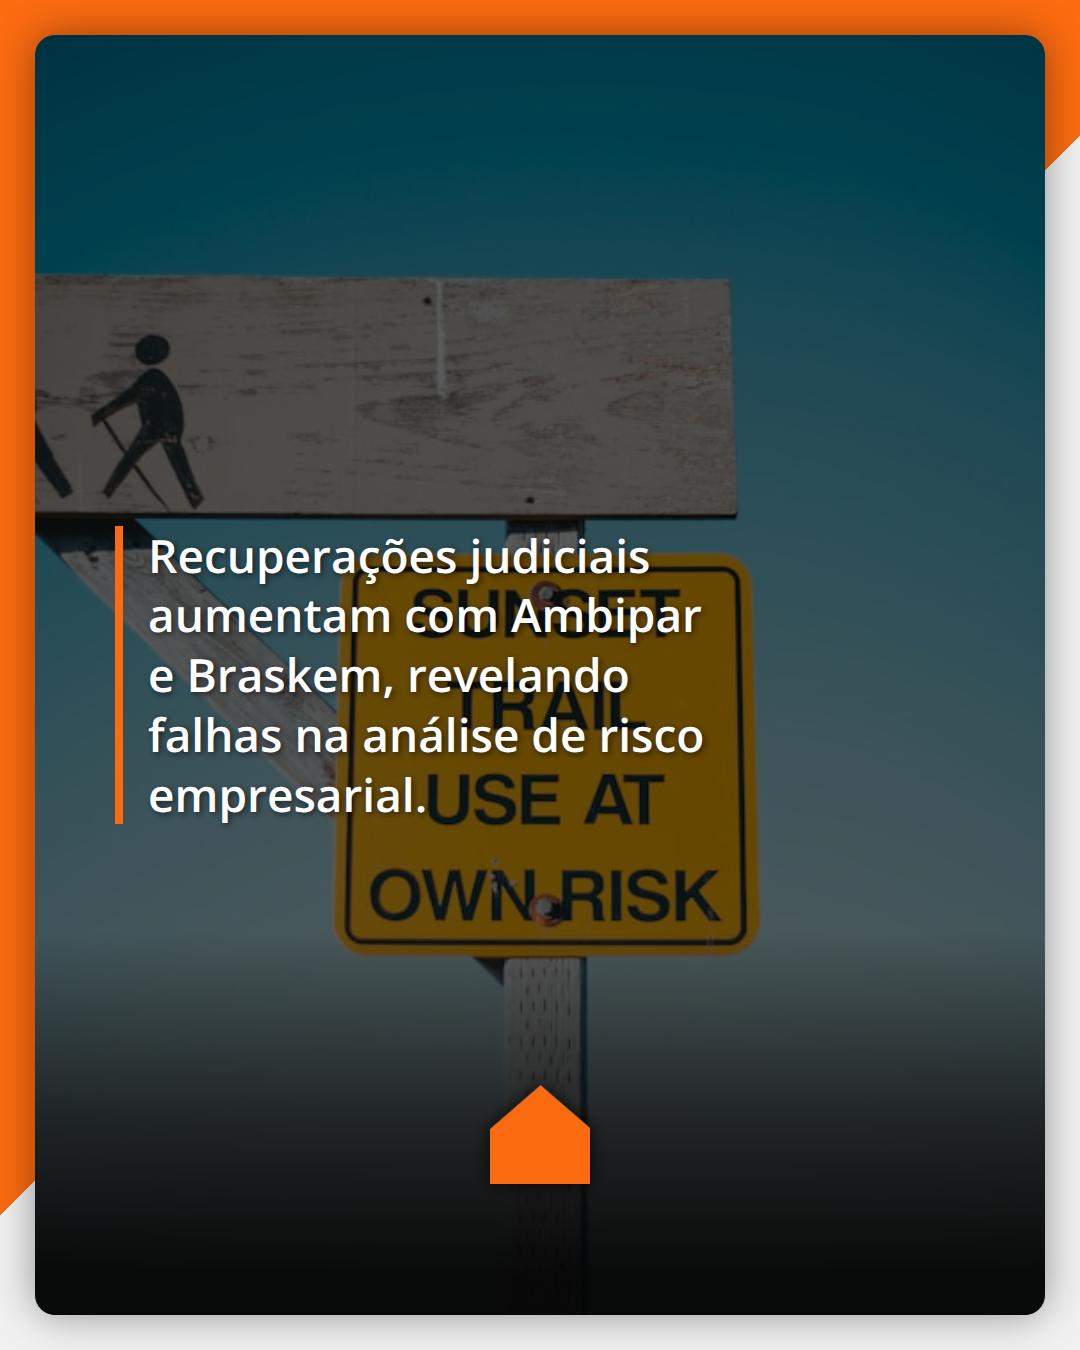 Recuperações judiciais
aumentam com Ambipar
e Braskem, revelando
falhas na análise de risco
empresarial.
SUNSET
TRAIL
USE AT
OWN RISK